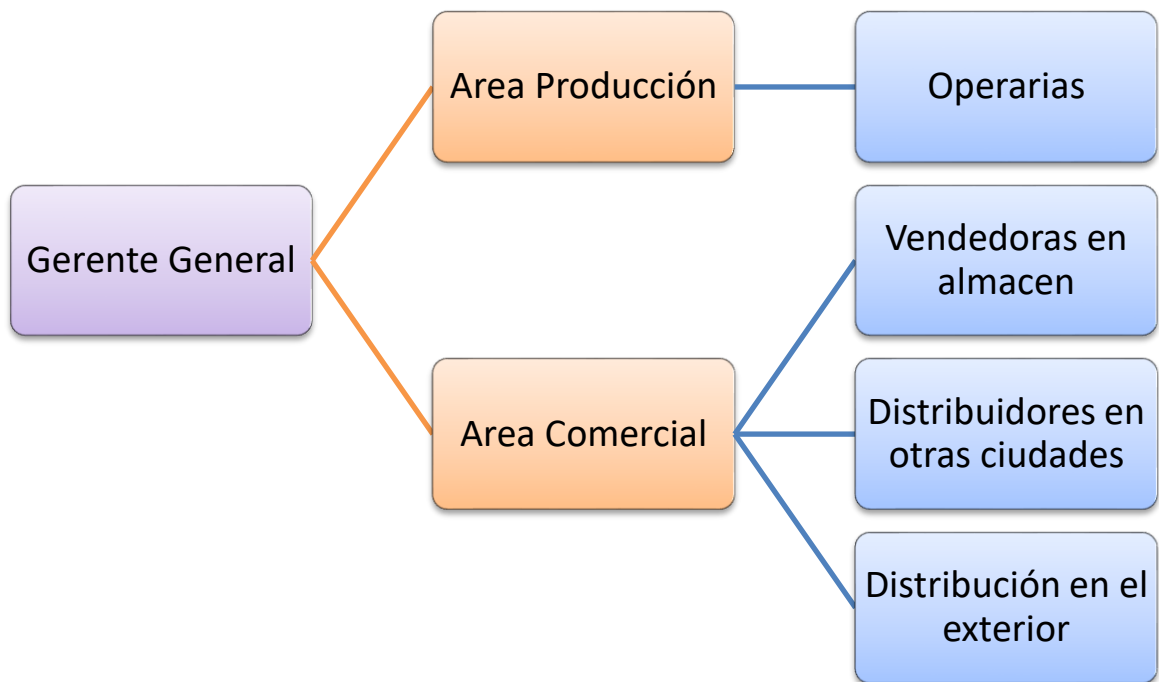 Gerente General
Area Producción
Operarias
Area Comercial
Vendedoras en
almacen
Distribuidores en
otras ciudades
Distribución en el
exterior